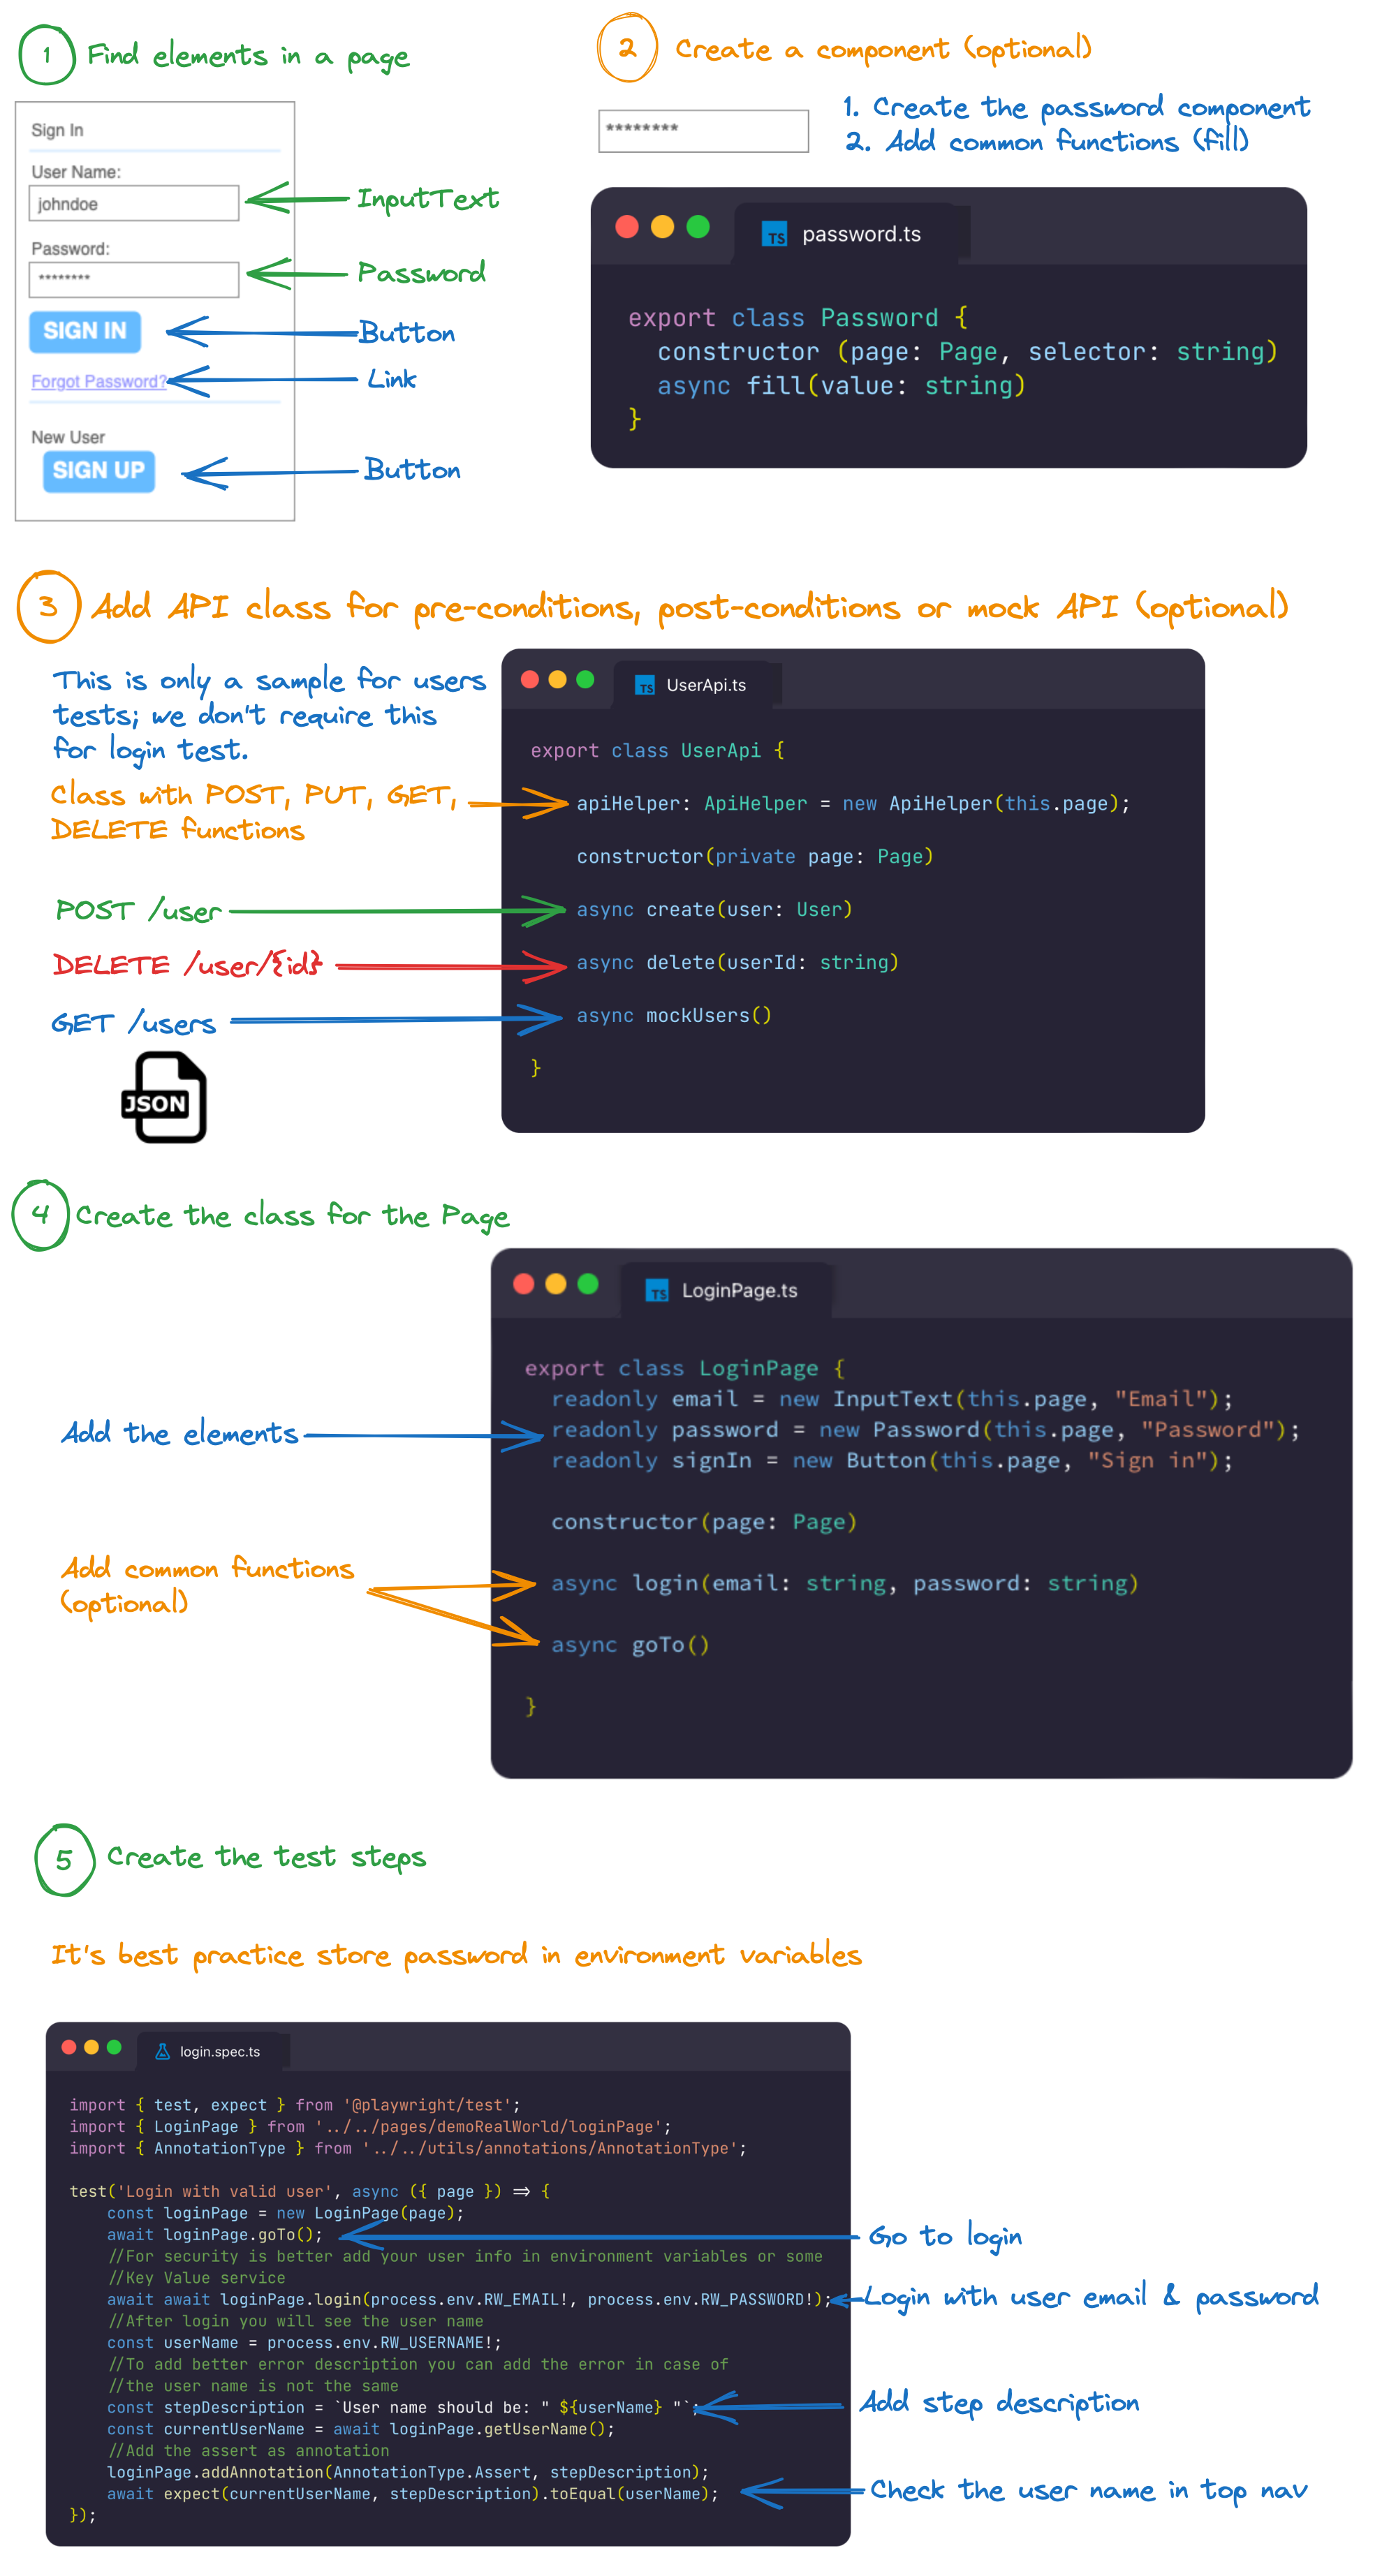 1 Find elements in a page
Sign In
User Name:
johndoe
InputText
Password:
********
Password
SIGN IN
Button
Forgot Password?
Link
New User
SIGN UP
Button
2 Create a component (optional)
********
1. Create the password component
2. Add common functions (fill)
TS password.ts
export class Password {
constructor (page: Page, selector: string)
async fill(value: string)
}
3 Add API class for pre-conditions, post-conditions or mock API (optional)
This is only a sample for users
tests; we don't require this
for login test.
Class with POST, PUT, GET,
DELETE functions
POST /user
DELETE /user/{id}
GET /users
JSON
TS UserApi.ts
export class UserApi {
apiHelper: ApiHelper = new ApiHelper(this.page);
constructor(private page: Page)
async create(user: User)
async delete(userId: string)
async mockUsers()
}
4 Create the class for the Page
Add the elements
Add common functions
(optional)
TS LoginPage.ts
export class LoginPage {
readonly email = new InputText(this.page, "Email");
readonly password = new Password(this.page, "Password");
readonly signIn = new Button(this.page, "Sign in");
constructor(page: Page)
async login(email: string, password: string)
async goTo()
}
5 Create the test steps
It's best practice store password in environment variables
login.spec.ts
import { test, expect } from '@playwright/test';
import { LoginPage } from '../../pages/demoRealWorld/loginPage';
import { AnnotationType } from '../../utils/annotations/AnnotationType';
test('Login with valid user', async ({ page }) => {
const loginPage = new LoginPage(page);
await loginPage.goTo();
//For security is better add your user info in environment variables or some
//Key Value service
await await loginPage.login(process.env.RW_EMAIL!, process.env.RW_PASSWORD!);
//After login you will see the user name
const userName = process.env.RW_USERNAME!;
//To add better error description you can add the error in case of
//the user name is not the same
const stepDescription = `User name should be: " ${userName} "`;
const currentUserName = await loginPage.getUserName();
//Add the assert as annotation
loginPage.addAnnotation(AnnotationType.Assert, stepDescription);
await expect(currentUserName, stepDescription).toEqual(userName);
});
Go to login
Login with user email & password
Add step description
Check the user name in top nav